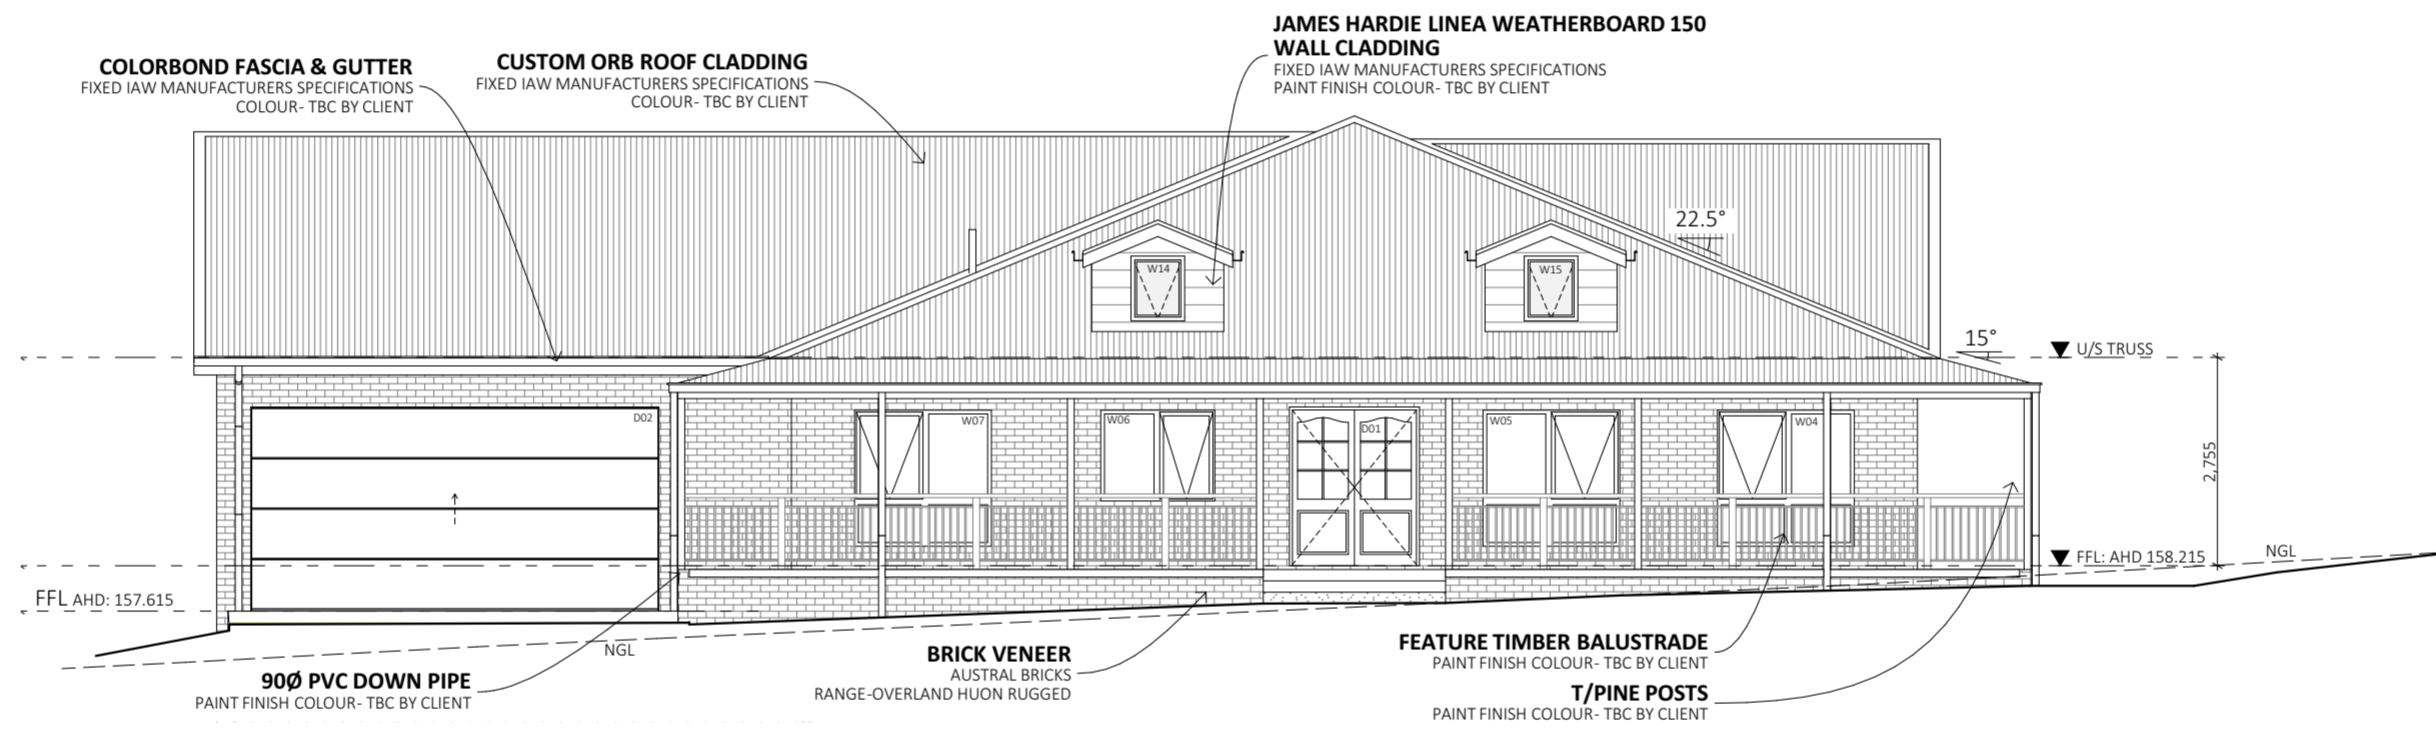 JAMES HARDIE LINEA WEATHERBOARD 150
WALL CLADDING
FIXED IAW MANUFACTURERS SPECIFICATIONS
PAINT FINISH COLOUR- TBC BY CLIENT
CUSTOM ORB ROOF CLADDING
FIXED IAW MANUFACTURERS SPECIFICATIONS
COLOUR- TBC BY CLIENT
COLORBOND FASCIA & GUTTER
FIXED IAW MANUFACTURERS SPECIFICATIONS
COLOUR- TBC BY CLIENT
22.5°
W14
W15
15°
U/S TRUSS
D02
W07
W06
D01
W05
W04
2,755
FFL: AHD 158.215
NGL
FFL AHD: 157.615
NGL
90Ø PVC DOWN PIPE
PAINT FINISH COLOUR- TBC BY CLIENT
BRICK VENEER
AUSTRAL BRICKS
RANGE-OVERLAND HUON RUGGED
FEATURE TIMBER BALUSTRADE
PAINT FINISH COLOUR- TBC BY CLIENT
T/PINE POSTS
PAINT FINISH COLOUR- TBC BY CLIENT